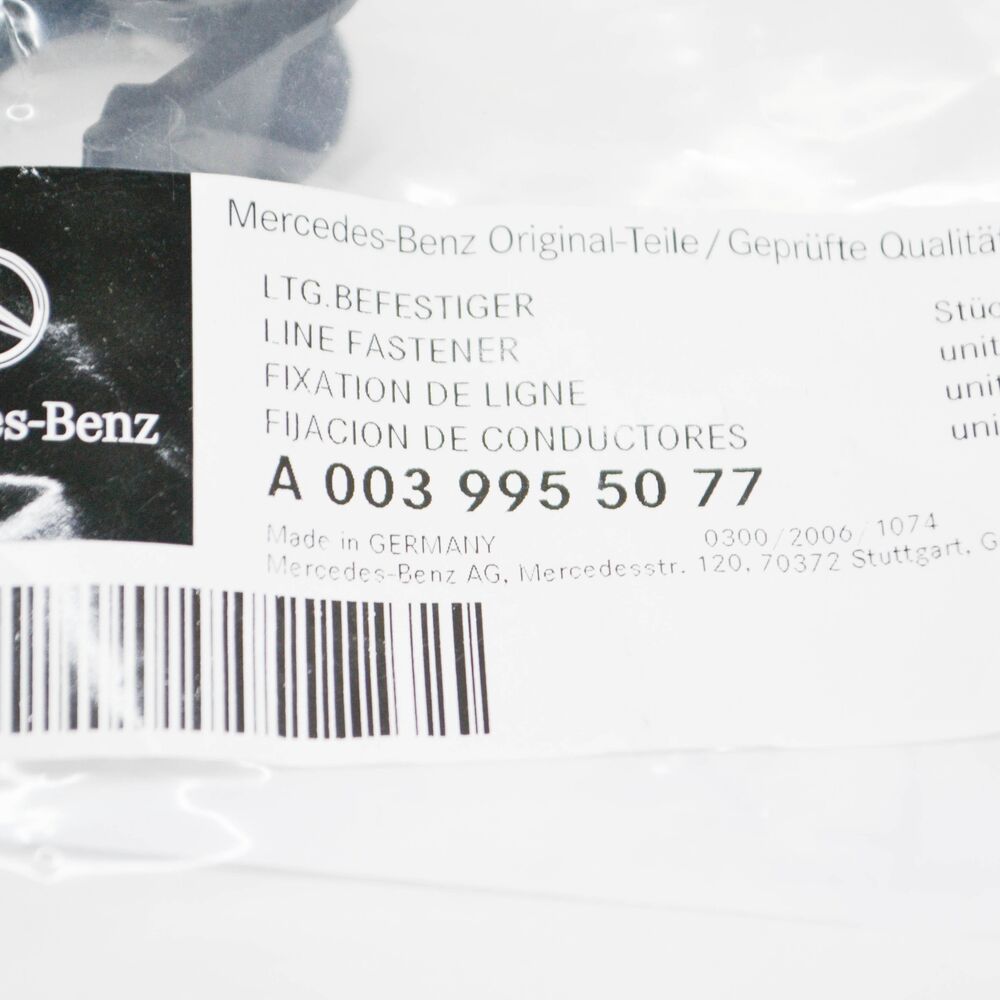 Mercedes-Benz Original-Teile / Geprüfte Qualität
LTG.BEFESTIGER Stüc
LINE FASTENER unit
FIXATION DE LIGNE unit
FIJACION DE CONDUCTORES uni
es-Benz
A 003 995 50 77
Made in GERMANY 0300/2006/1074
Mercedes-Benz AG, Mercedesstr. 120, 70372 Stuttgart, G